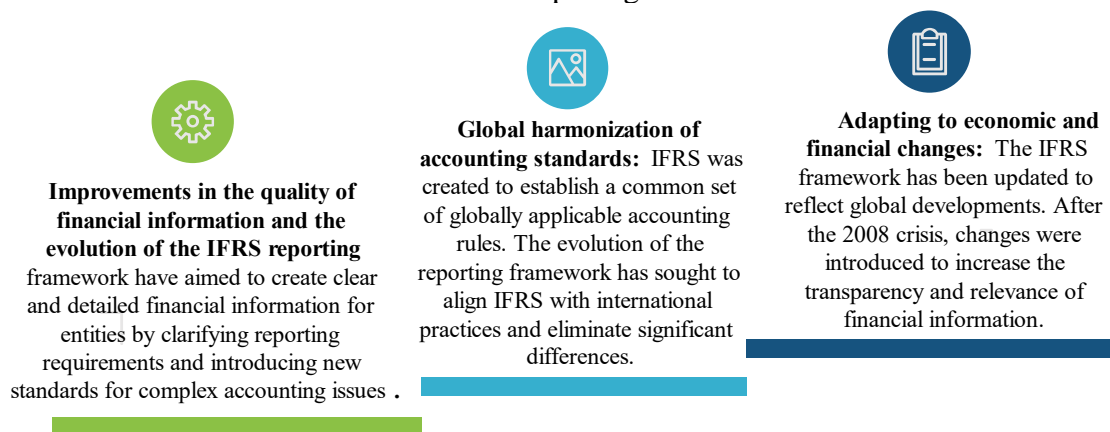 Improvements in the quality of
financial information and the
evolution of the IFRS reporting
framework have aimed to create clear
and detailed financial information for
entities by clarifying reporting
requirements and introducing new
standards for complex accounting issues .
Global harmonization of
accounting standards: IFRS was
created to establish a common set
of globally applicable accounting
rules. The evolution of the
reporting framework has sought to
align IFRS with international
practices and eliminate significant
differences.
Adapting to economic and
financial changes: The IFRS
framework has been updated to
reflect global developments. After
the 2008 crisis, changes were
introduced to increase the
transparency and relevance of
financial information.